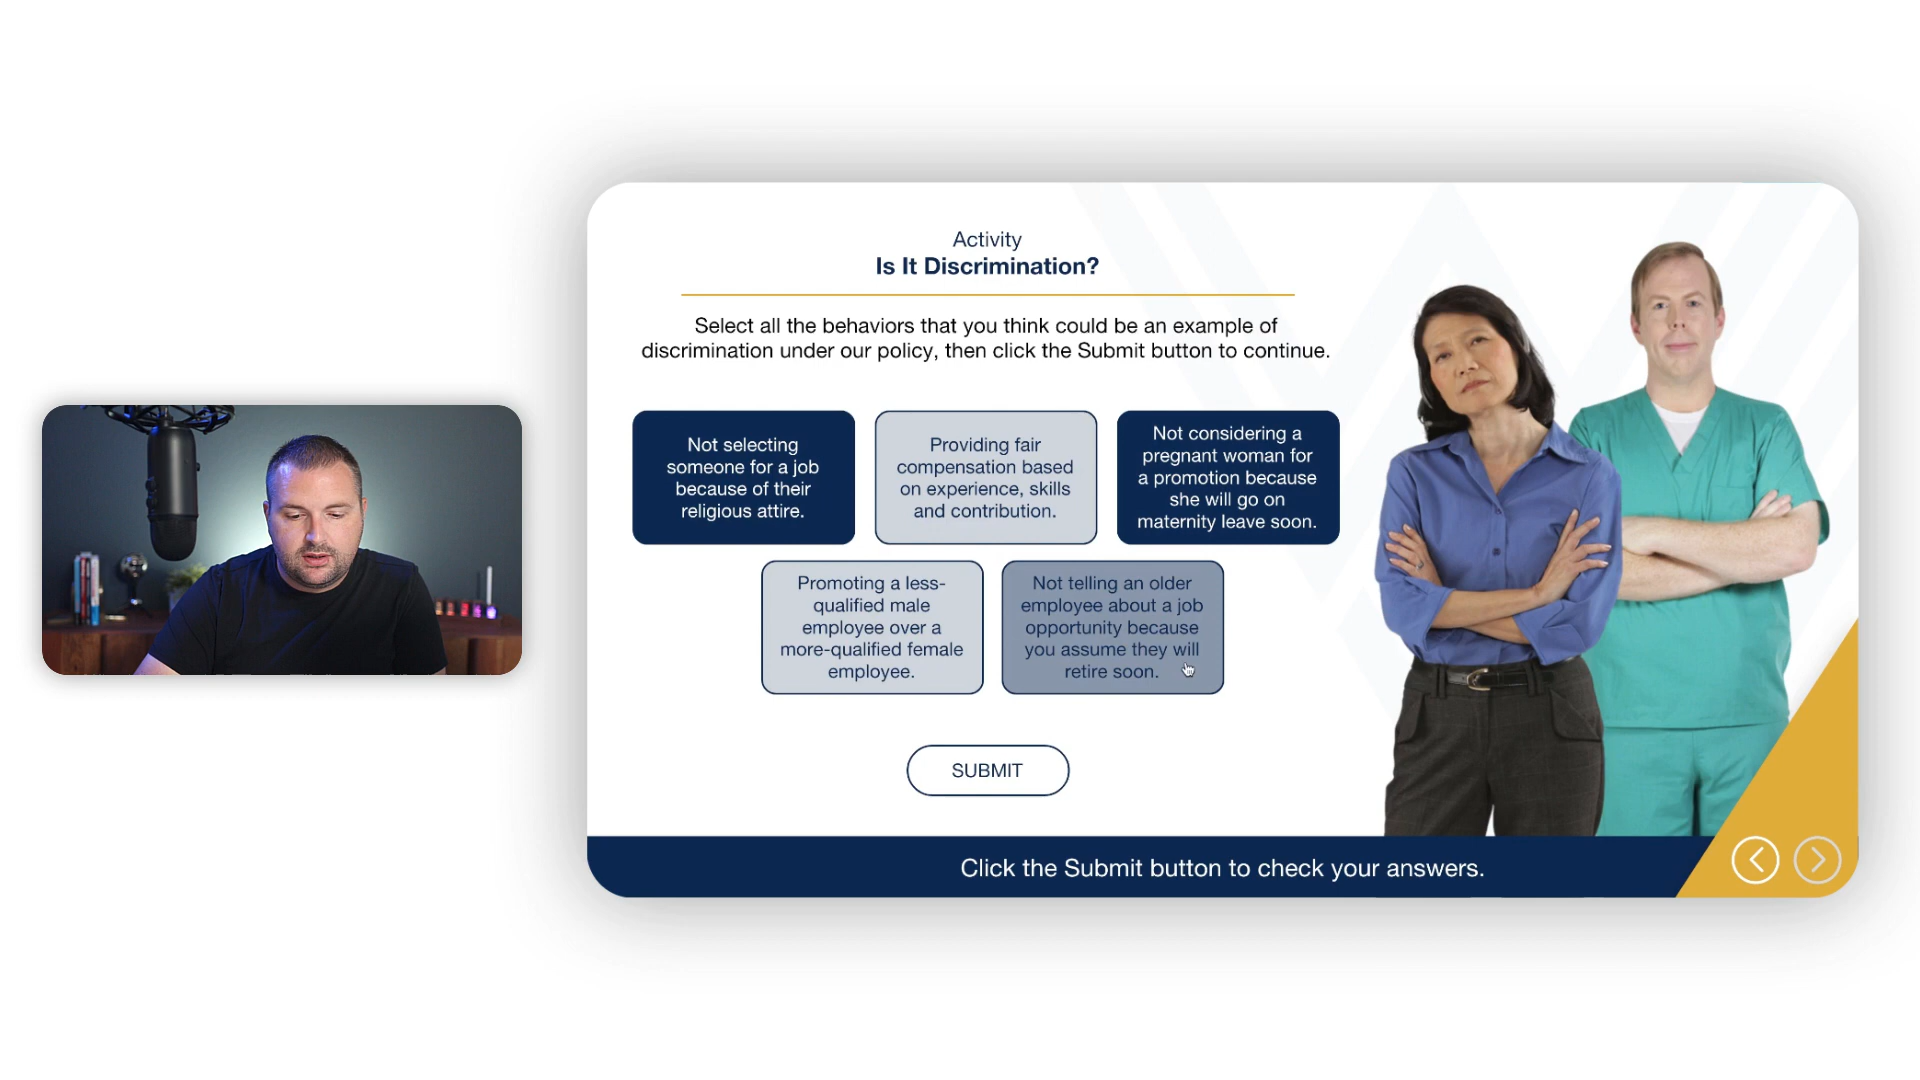 Activity
Is It Discrimination?
Select all the behaviors that you think could be an example of
discrimination under our policy, then click the Submit button to continue.
Not selecting
someone for a job
because of their
religious attire.
Providing fair
compensation based
on experience, skills
and contribution.
Not considering a
pregnant woman for
a promotion because
she will go on
maternity leave soon.
Promoting a less-
qualified male
employee over a
more-qualified female
employee.
Not telling an older
employee about a job
opportunity because
you assume they will
retire soon.
SUBMIT
Click the Submit button to check your answers.